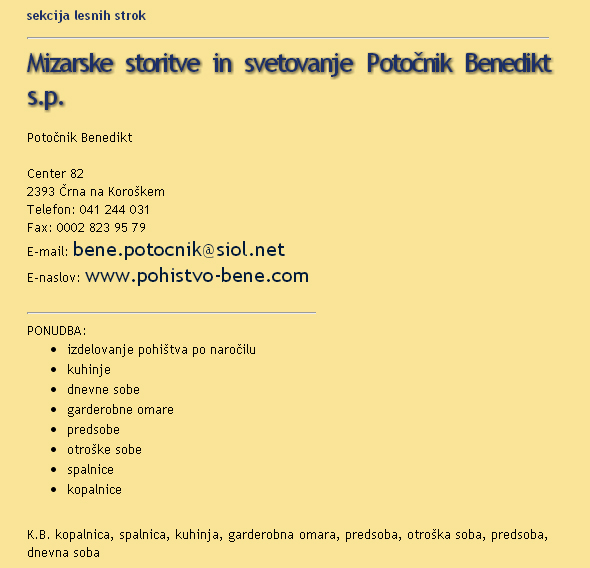 sekcija lesnih strok
Mizarske storitve in svetovanje Potočnik Benedikt
s.p.
Potočnik Benedikt
Center 82
2393 Črna na Koroškem
Telefon: 041 244 031
Fax: 0002 823 95 79
E-mail: bene.potocnik@siol.net
E-naslov: www.pohistvo-bene.com
PONUDBA:
• izdelovanje pohištva po naročilu
• kuhinje
• dnevne sobe
• garderobne omare
• predsobe
• otroške sobe
• spalnice
• kopalnice
K.B. kopalnica, spalnica, kuhinja, garderobna omara, predsoba, otroška soba, predsoba,
dnevna soba